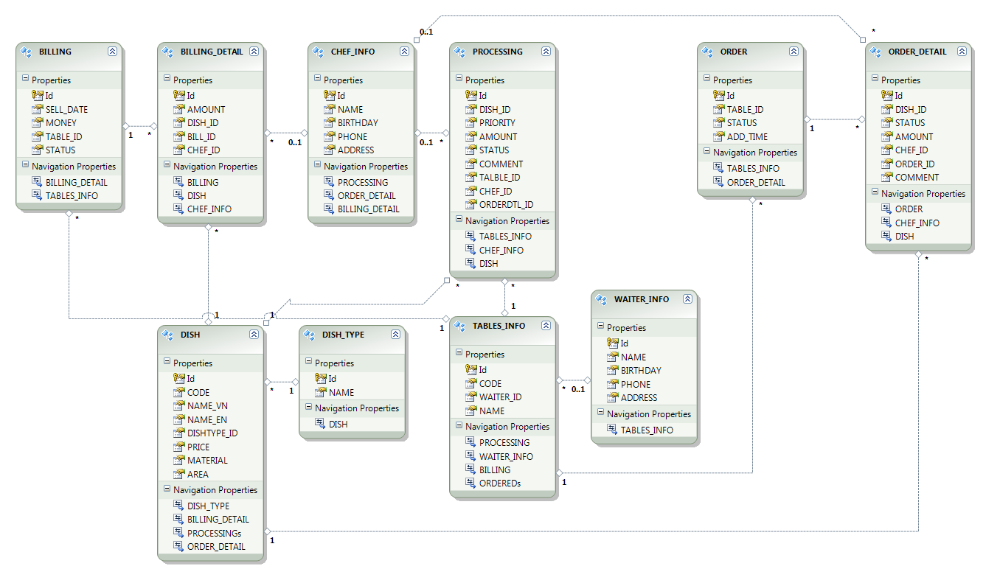 BILLING
Properties
Id
SELL_DATE
MONEY
TABLE_ID
STATUS
Navigation Properties
BILLING_DETAIL
TABLES_INFO
1
*
*
BILLING_DETAIL
Properties
Id
AMOUNT
DISH_ID
BILL_ID
CHEF_ID
Navigation Properties
BILLING
DISH
CHEF_INFO
*
0..1
*
CHEF_INFO
Properties
Id
NAME
BIRTHDAY
PHONE
ADDRESS
Navigation Properties
PROCESSING
ORDER_DETAIL
BILLING_DETAIL
0..1
0..1
*
PROCESSING
Properties
Id
DISH_ID
PRIORITY
AMOUNT
STATUS
COMMENT
TALBLE_ID
CHEF_ID
ORDERDTL_ID
Navigation Properties
TABLES_INFO
CHEF_INFO
DISH
*
*
1
ORDER
Properties
Id
TABLE_ID
STATUS
ADD_TIME
Navigation Properties
TABLES_INFO
ORDER_DETAIL
1
*
*
*
ORDER_DETAIL
Properties
Id
DISH_ID
STATUS
AMOUNT
CHEF_ID
ORDER_ID
COMMENT
Navigation Properties
ORDER
CHEF_INFO
DISH
*
1
1
1
DISH
Properties
Id
CODE
NAME_VN
NAME_EN
DISHTYPE_ID
PRICE
MATERIAL
AREA
Navigation Properties
DISH_TYPE
BILLING_DETAIL
PROCESSINGs
ORDER_DETAIL
*
1
1
DISH_TYPE
Properties
Id
NAME
Navigation Properties
DISH
TABLES_INFO
Properties
Id
CODE
WAITER_ID
NAME
Navigation Properties
PROCESSING
WAITER_INFO
BILLING
ORDEREDs
*
0..1
1
WAITER_INFO
Properties
Id
NAME
BIRTHDAY
PHONE
ADDRESS
Navigation Properties
TABLES_INFO